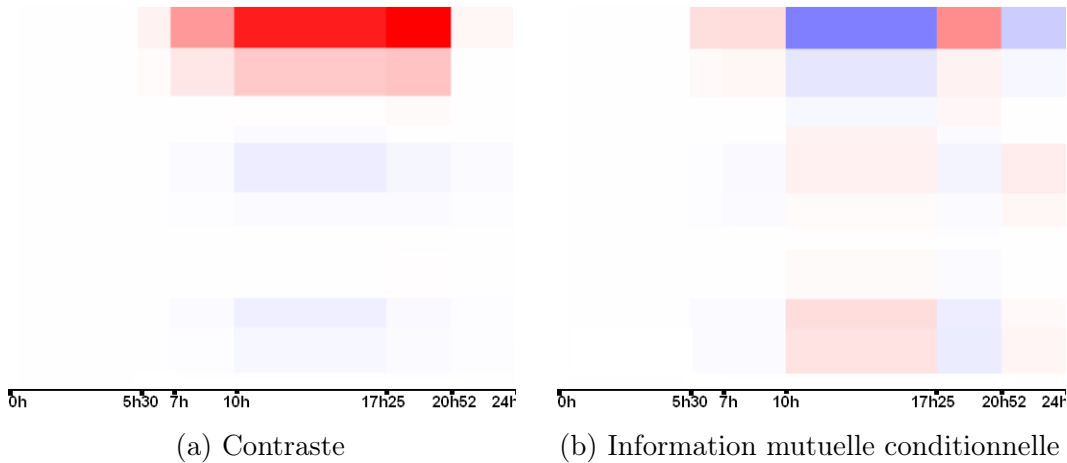 0h 5h30 7h 10h 17h25 20h52 24h
0h 5h30 7h 10h 17h25 20h52 24h
(a) Contraste
(b) Information mutuelle conditionnelle